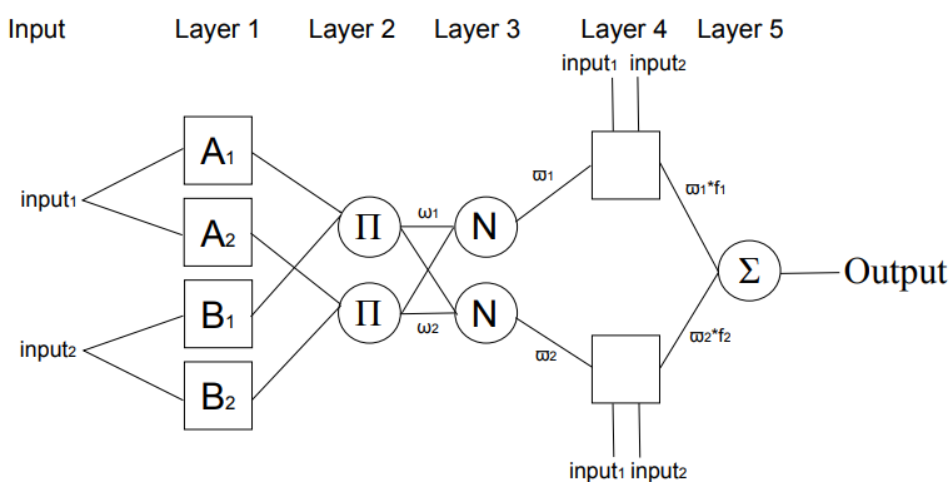 Input Layer 1 Layer 2 Layer 3 Layer 4 Layer 5
input₁ input₂
A₁
ϖ₁
ϖ₁*f₁
input₁
ω₁
A₂
Π
N
Σ
Output
B₁
Π
N
ω₂
input₂
ϖ₂
ϖ₂*f₂
B₂
input₁ input₂